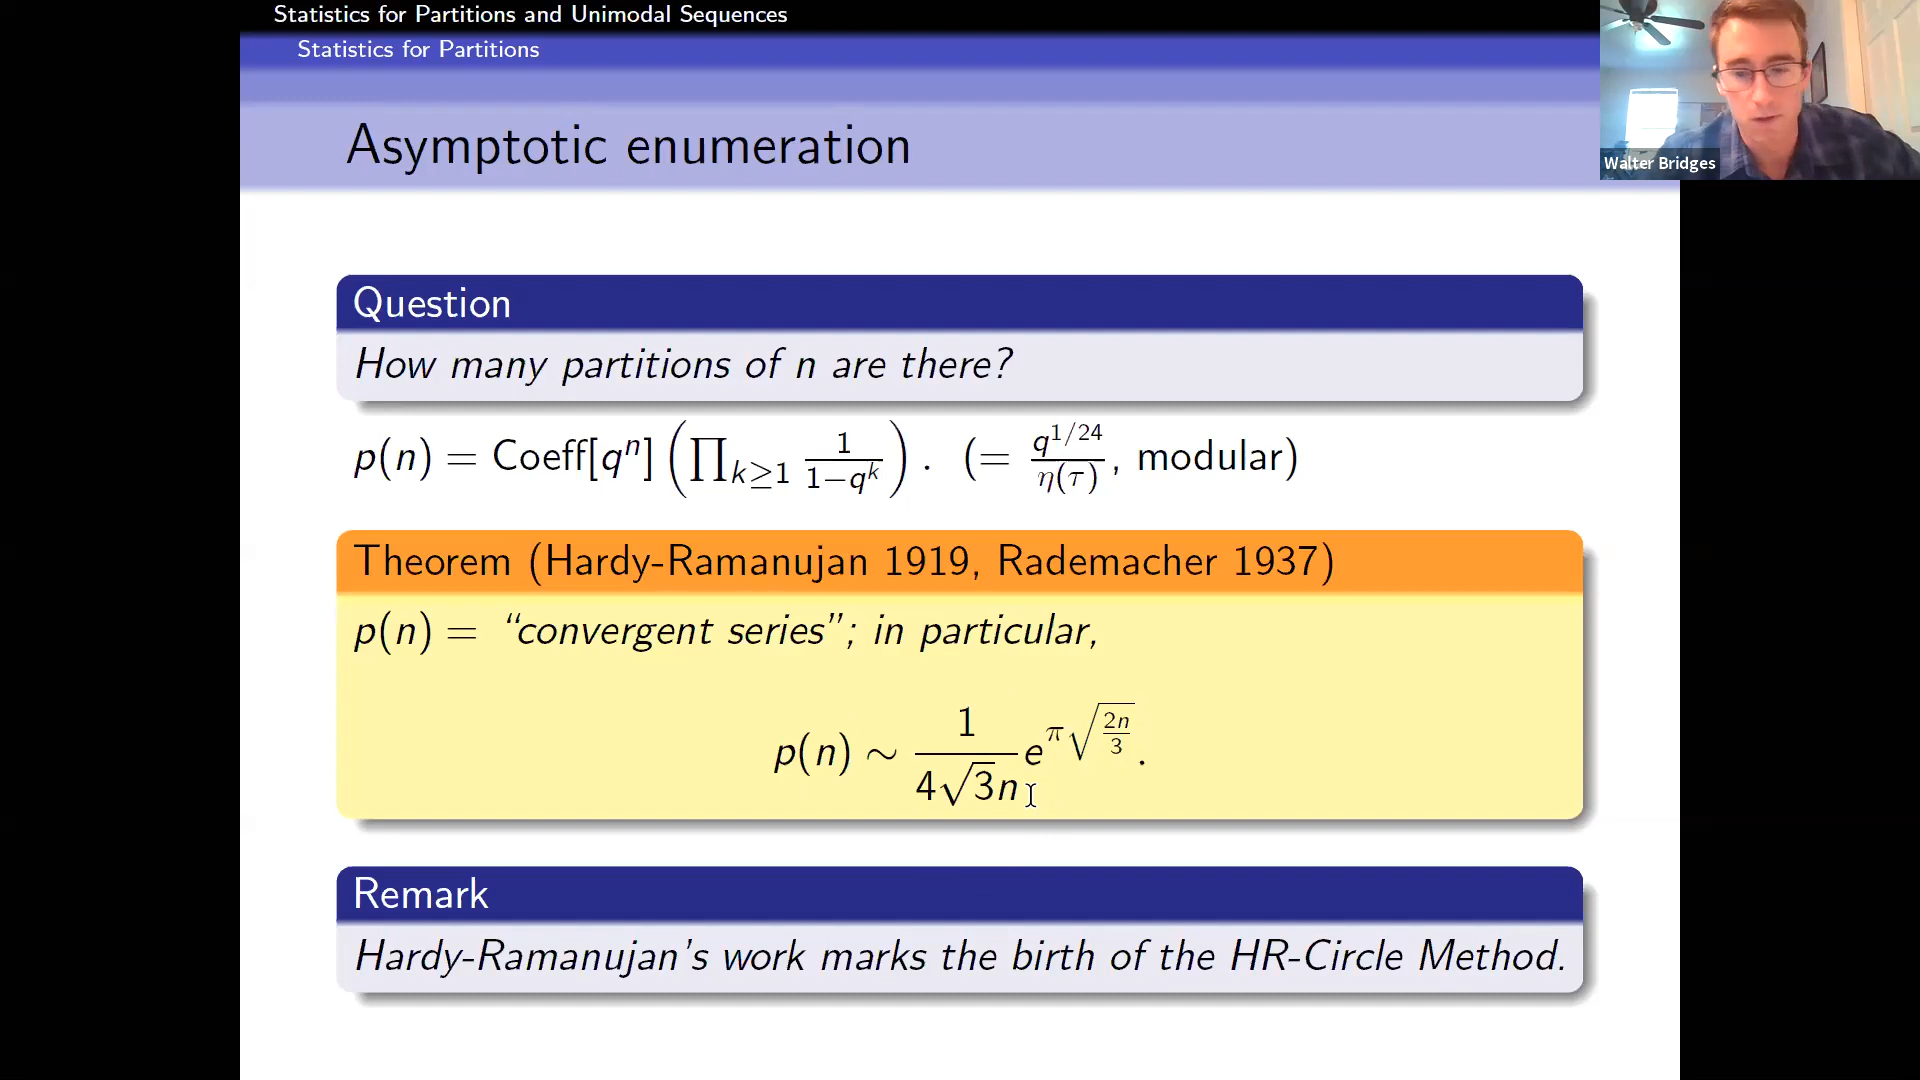 Statistics for Partitions and Unimodal Sequences
Statistics for Partitions
Walter Bridges
Asymptotic enumeration
Question
How many partitions of n are there?
p(n) = Coeff[qⁿ] (∏_{k≥1} 1/(1−q^k)) . (= q^{1/24}/η(τ), modular)
Theorem (Hardy-Ramanujan 1919, Rademacher 1937)
p(n) = “convergent series”; in particular,
p(n) ∼ 1/(4√3n) e^{π√(2n/3)}.
Remark
Hardy-Ramanujan's work marks the birth of the HR-Circle Method.